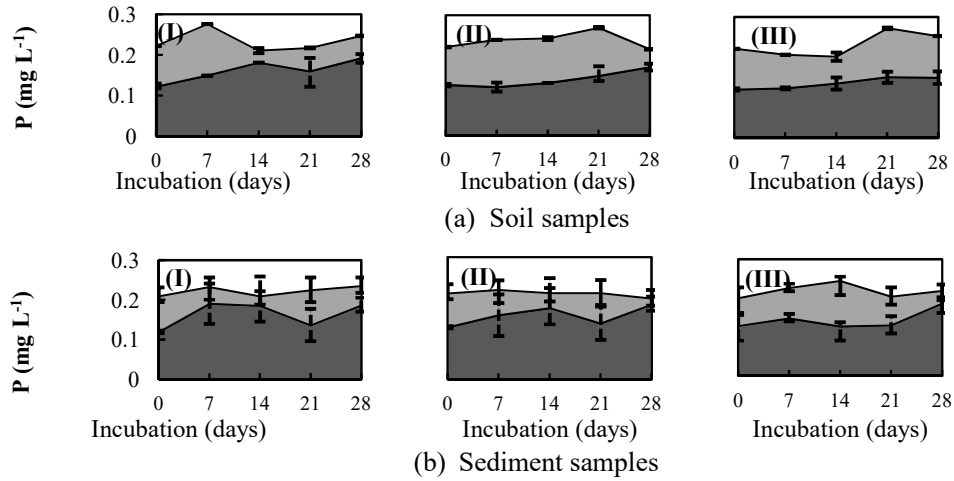 0.3
0.2
0.1
0
P (mg L⁻¹)
(I)
(II)
(III)
0 7 14 21 28
0 7 14 21 28
0 7 14 21 28
Incubation (days)
Incubation (days)
Incubation (days)
(a) Soil samples
0.3
0.2
0.1
0
P (mg L⁻¹)
(I)
(II)
(III)
0 7 14 21 28
0 7 14 21 28
0 7 14 21 28
Incubation (days)
Incubation (days)
Incubation (days)
(b) Sediment samples